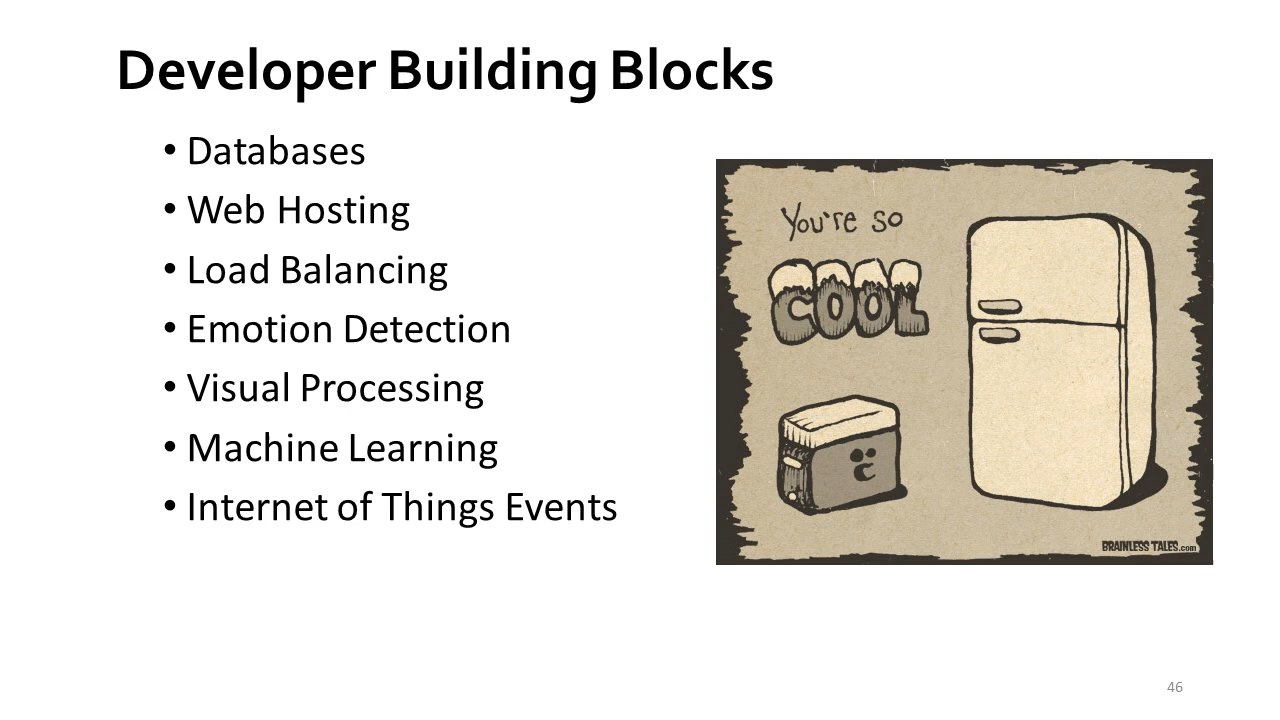 Developer Building Blocks
• Databases
• Web Hosting
• Load Balancing
• Emotion Detection
• Visual Processing
• Machine Learning
• Internet of Things Events
You're so
COOL
BRAINLESS TALES.com
46